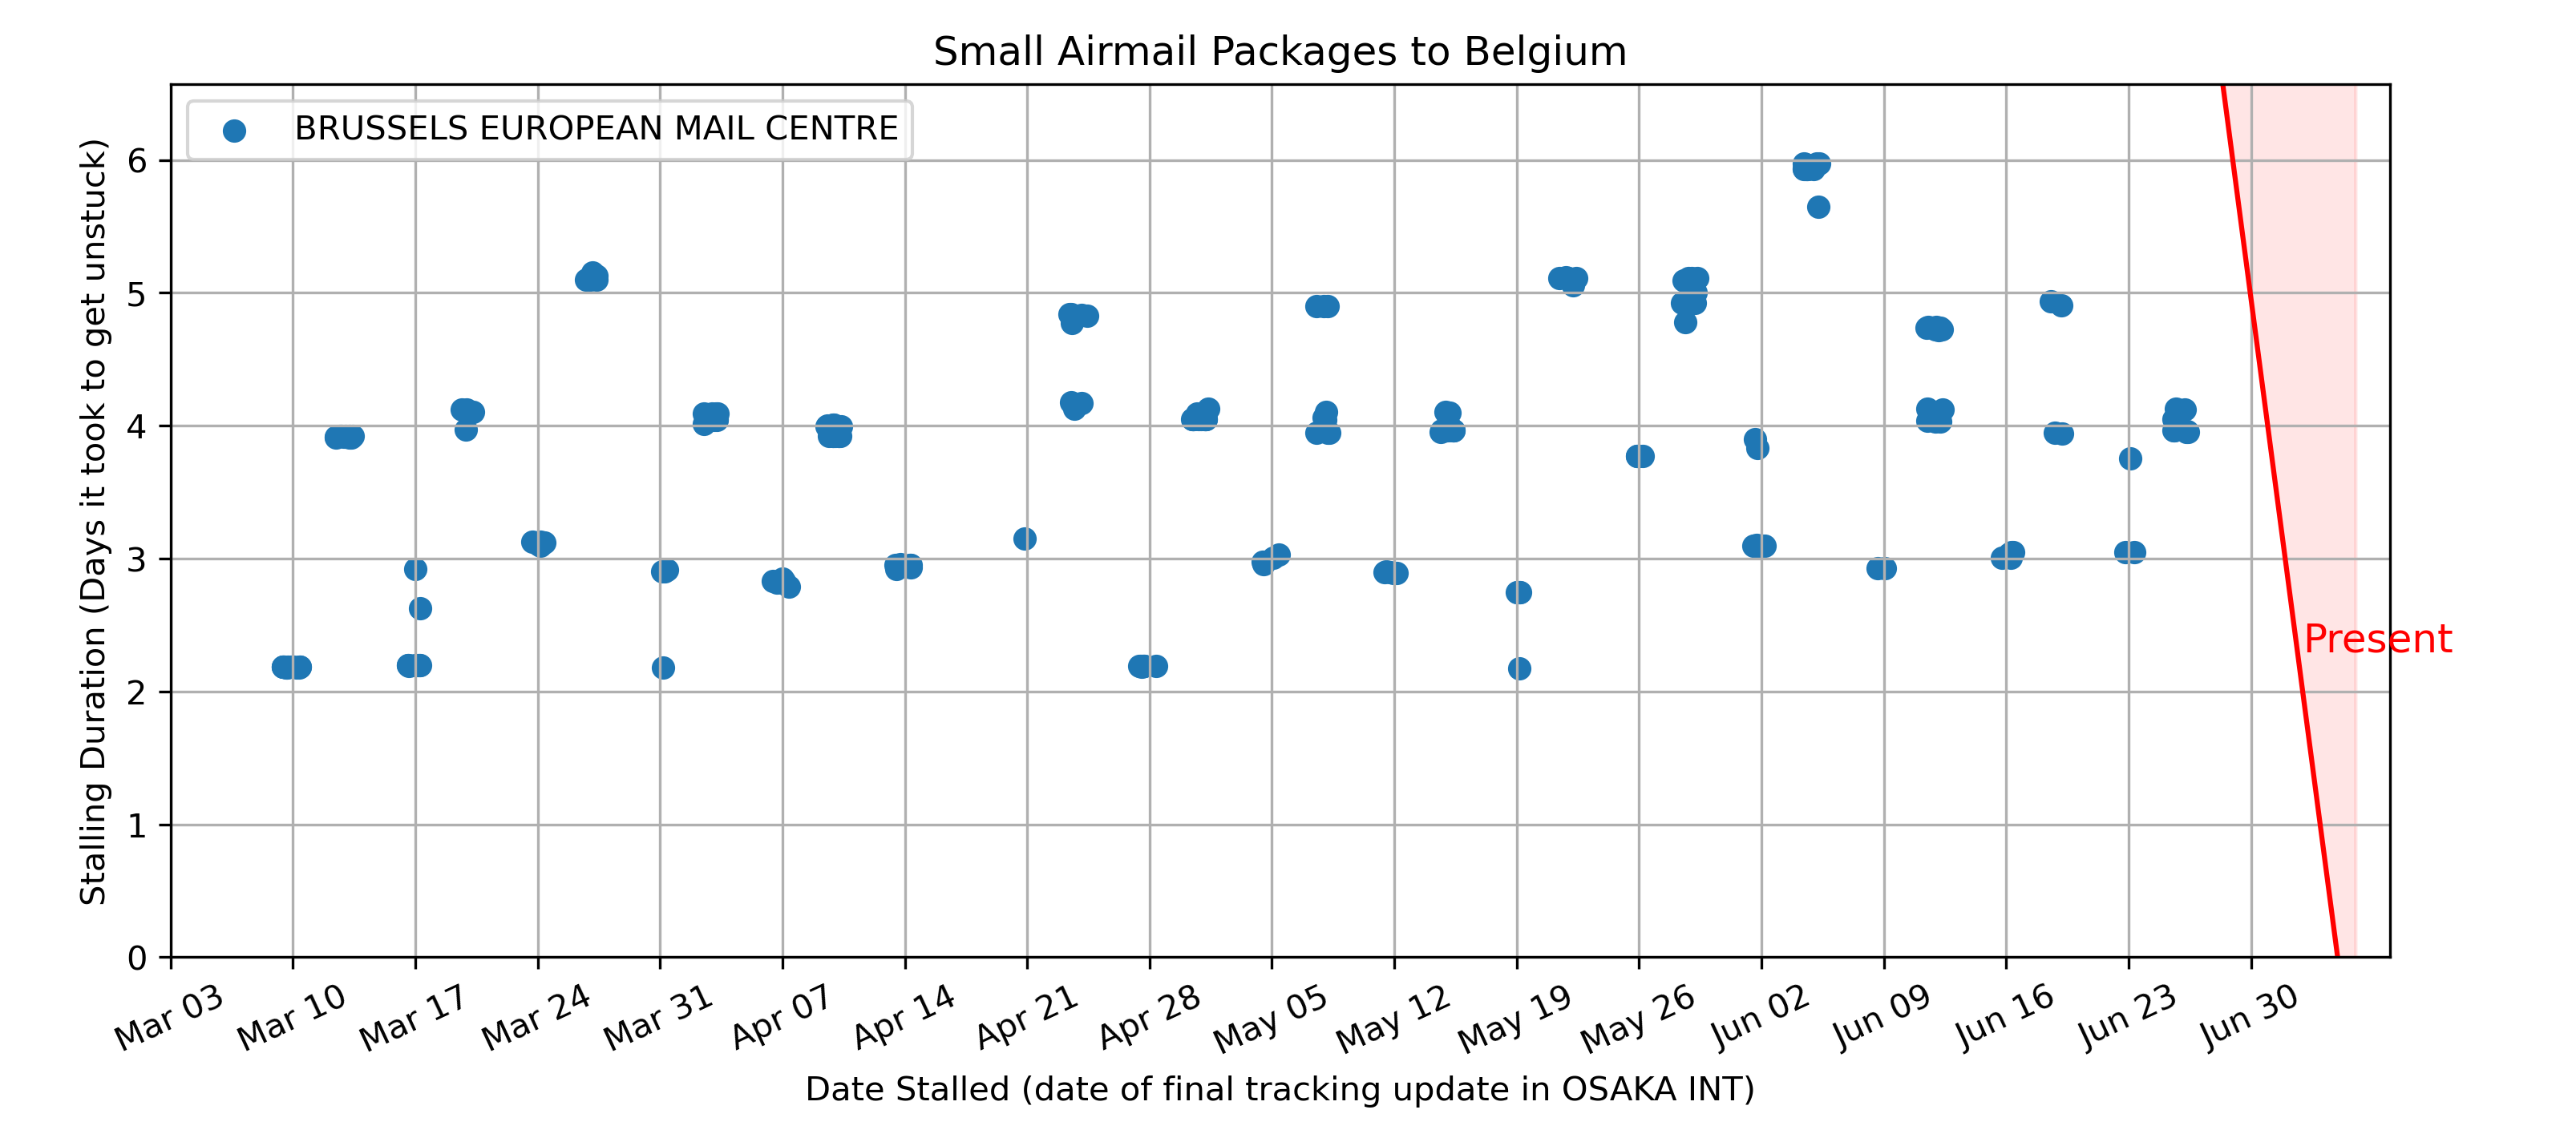 Small Airmail Packages to Belgium
BRUSSELS EUROPEAN MAIL CENTRE
Stalling Duration (Days it took to get unstuck)
6
5
4
3
2
1
0
Present
Mar 03
Mar 10
Mar 17
Mar 24
Mar 31
Apr 07
Apr 14
Apr 21
Apr 28
May 05
May 12
May 19
May 26
Jun 02
Jun 09
Jun 16
Jun 23
Jun 30
Date Stalled (date of final tracking update in OSAKA INT)